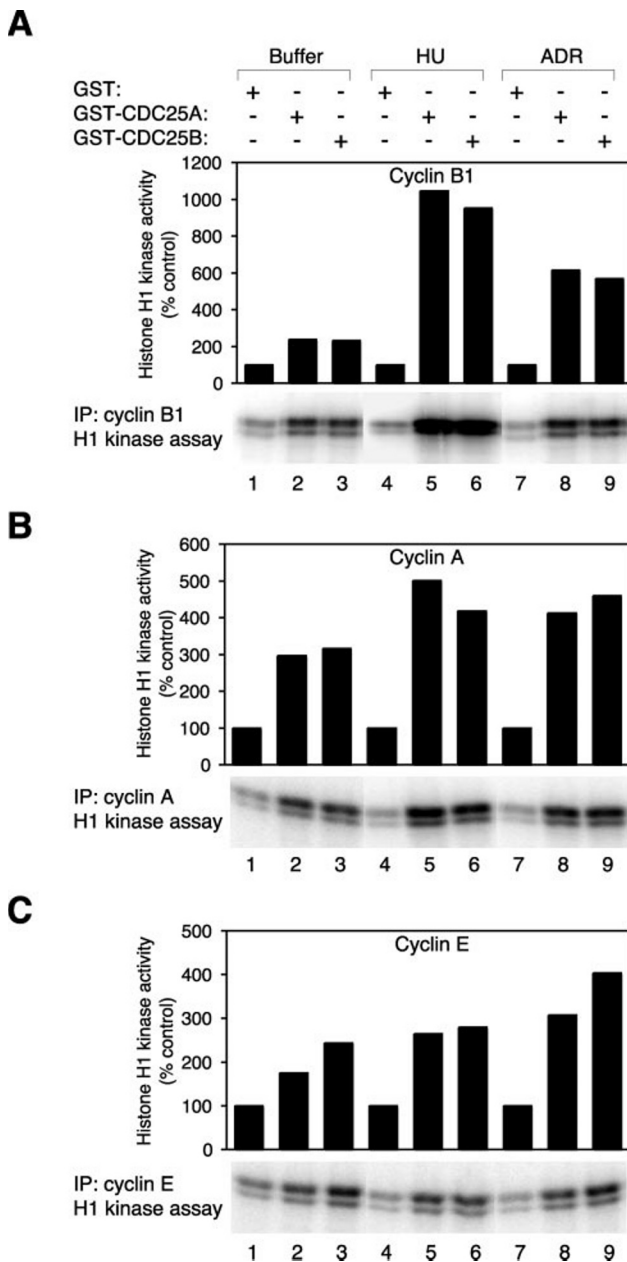 A
Buffer HU ADR
GST: + - - + - - + - -
GST-CDC25A: - + - - + - - + -
GST-CDC25B: - - + - - + - - +
Cyclin B1
Histone H1 kinase activity
(% control)
1200
1000
800
600
400
200
0
IP: cyclin B1
H1 kinase assay
1 2 3 4 5 6 7 8 9
B
Cyclin A
Histone H1 kinase activity
(% control)
600
500
400
300
200
100
0
IP: cyclin A
H1 kinase assay
1 2 3 4 5 6 7 8 9
C
Cyclin E
Histone H1 kinase activity
(% control)
500
400
300
200
100
0
IP: cyclin E
H1 kinase assay
1 2 3 4 5 6 7 8 9